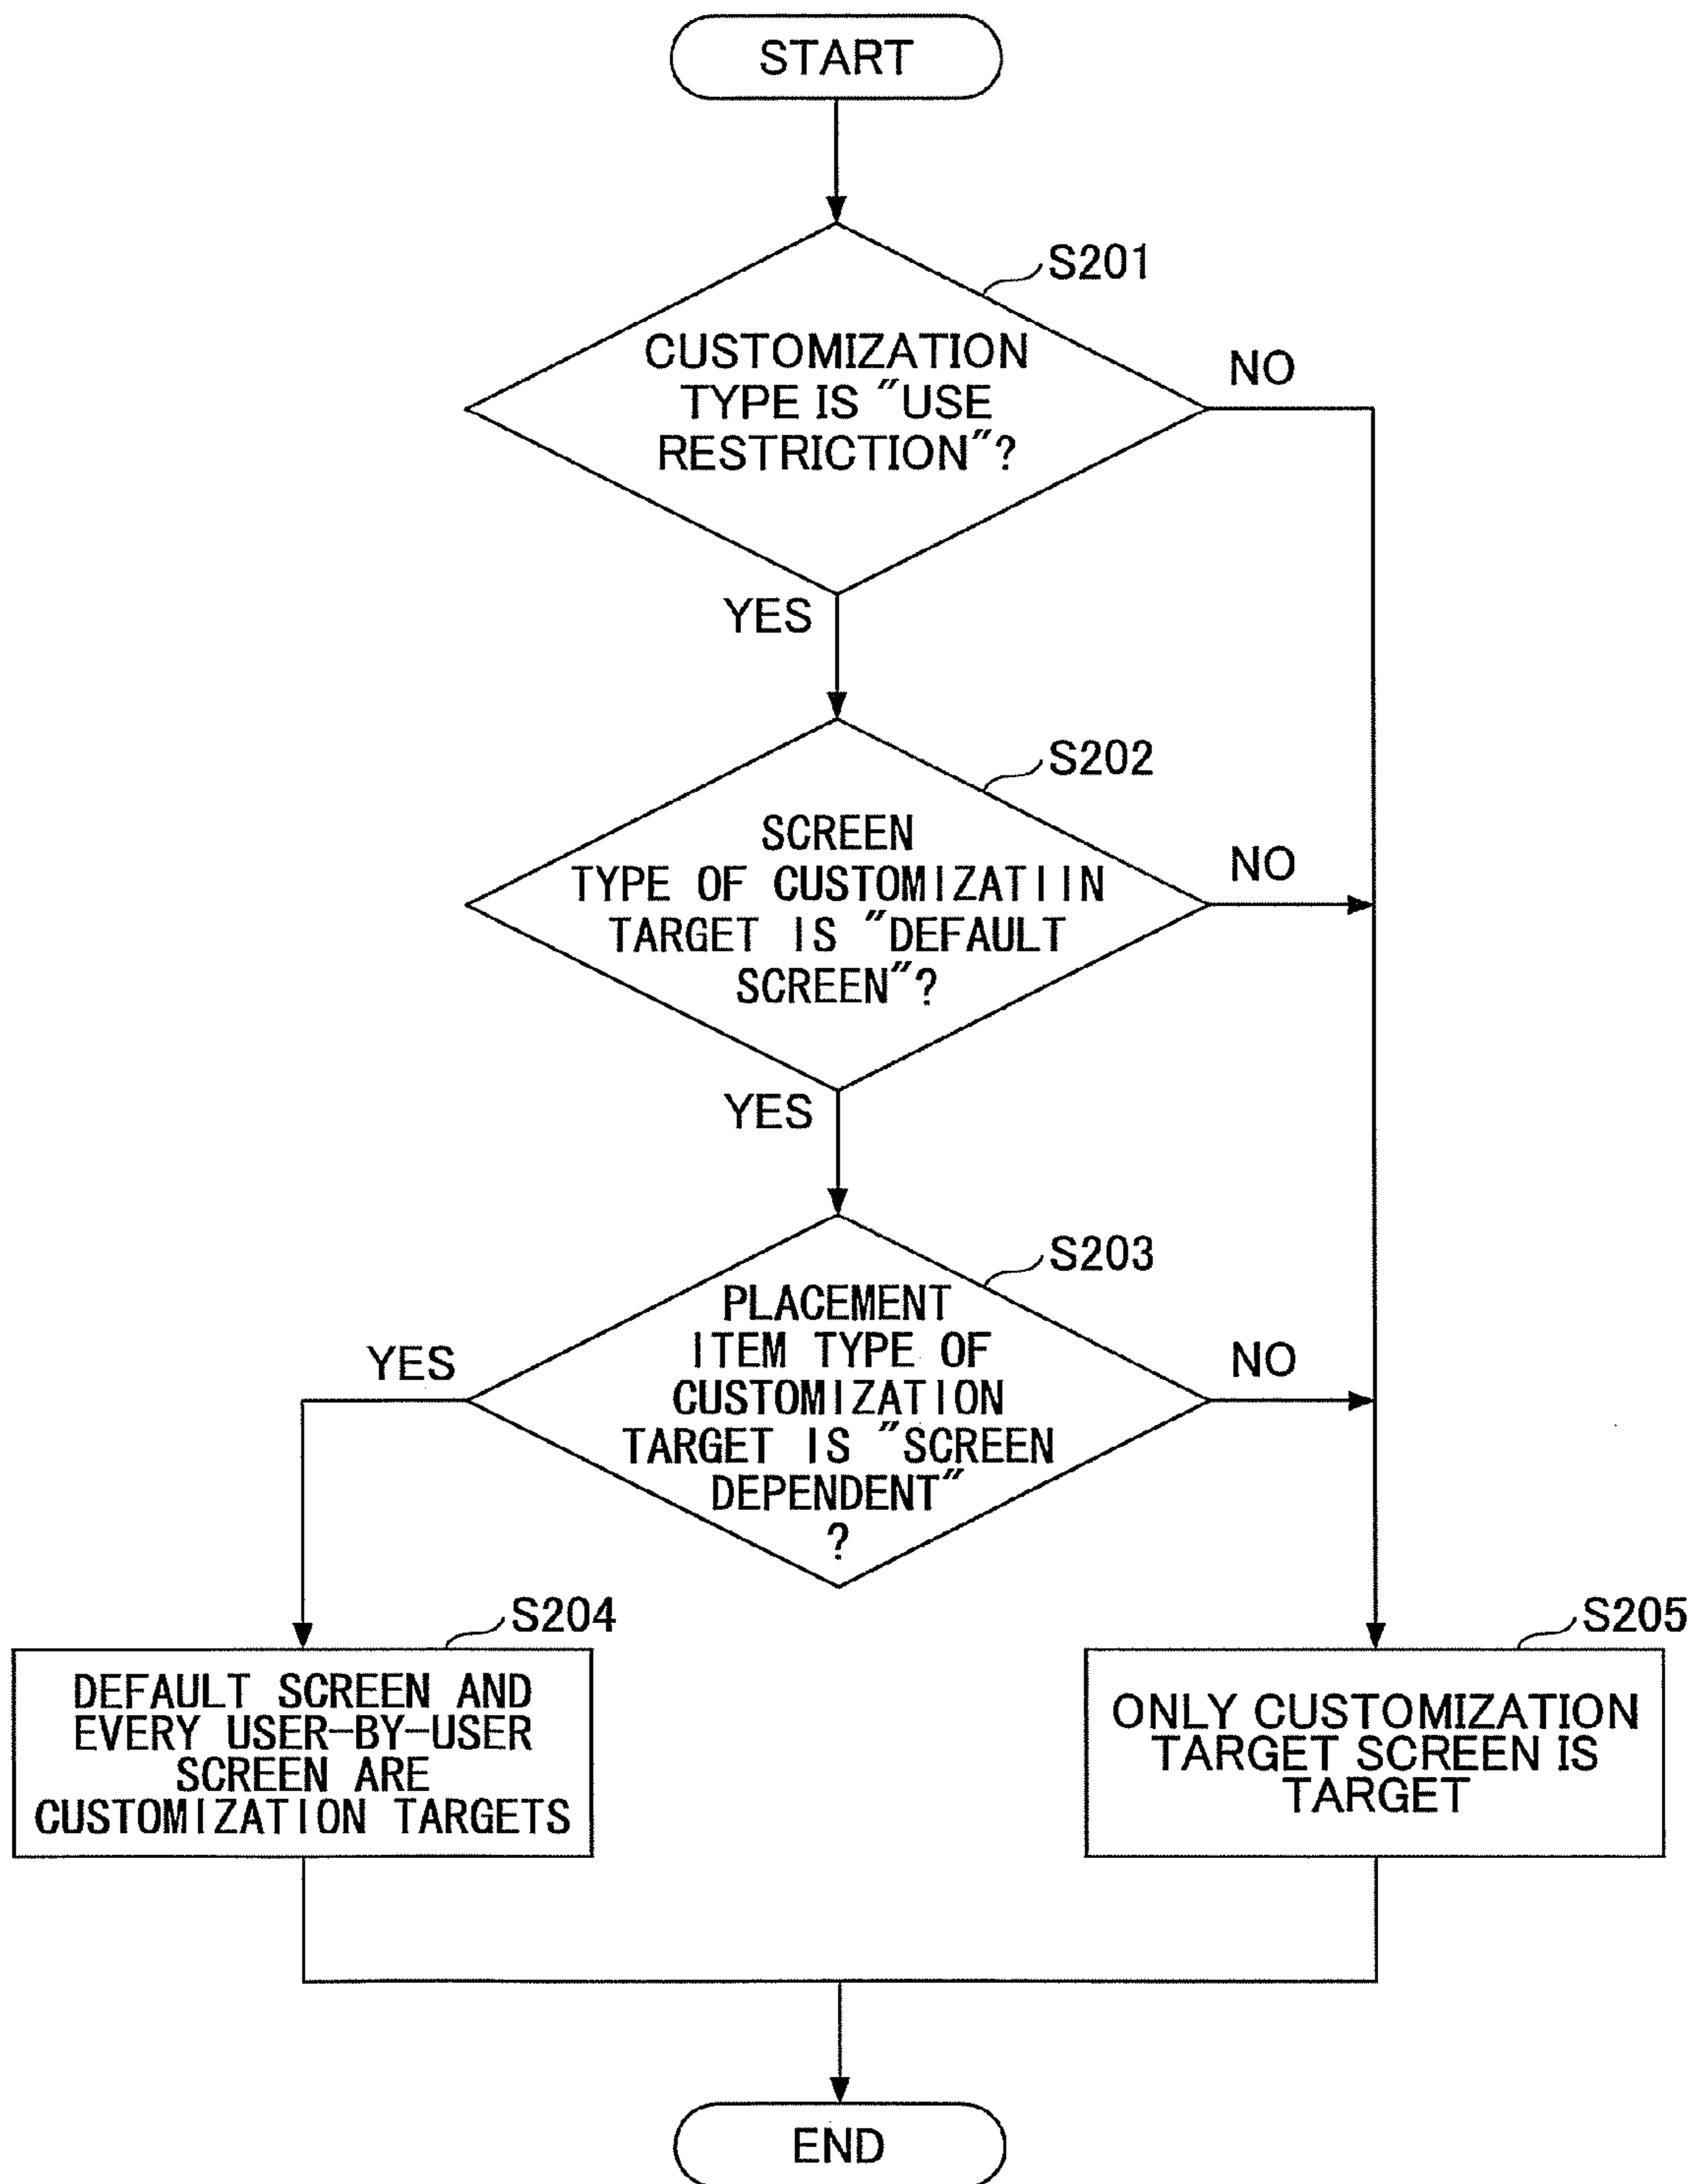 START
S201
CUSTOMIZATION
TYPE IS "USE
RESTRICTION"?
NO
YES
S202
SCREEN
TYPE OF CUSTOMIZATIIN
TARGET IS "DEFAULT
SCREEN"?
NO
YES
S203
PLACEMENT
ITEM TYPE OF
CUSTOMIZATION
TARGET IS "SCREEN
DEPENDENT"
?
YES
NO
S204
DEFAULT SCREEN AND
EVERY USER-BY-USER
SCREEN ARE
CUSTOMIZATION TARGETS
S205
ONLY CUSTOMIZATION
TARGET SCREEN IS
TARGET
END